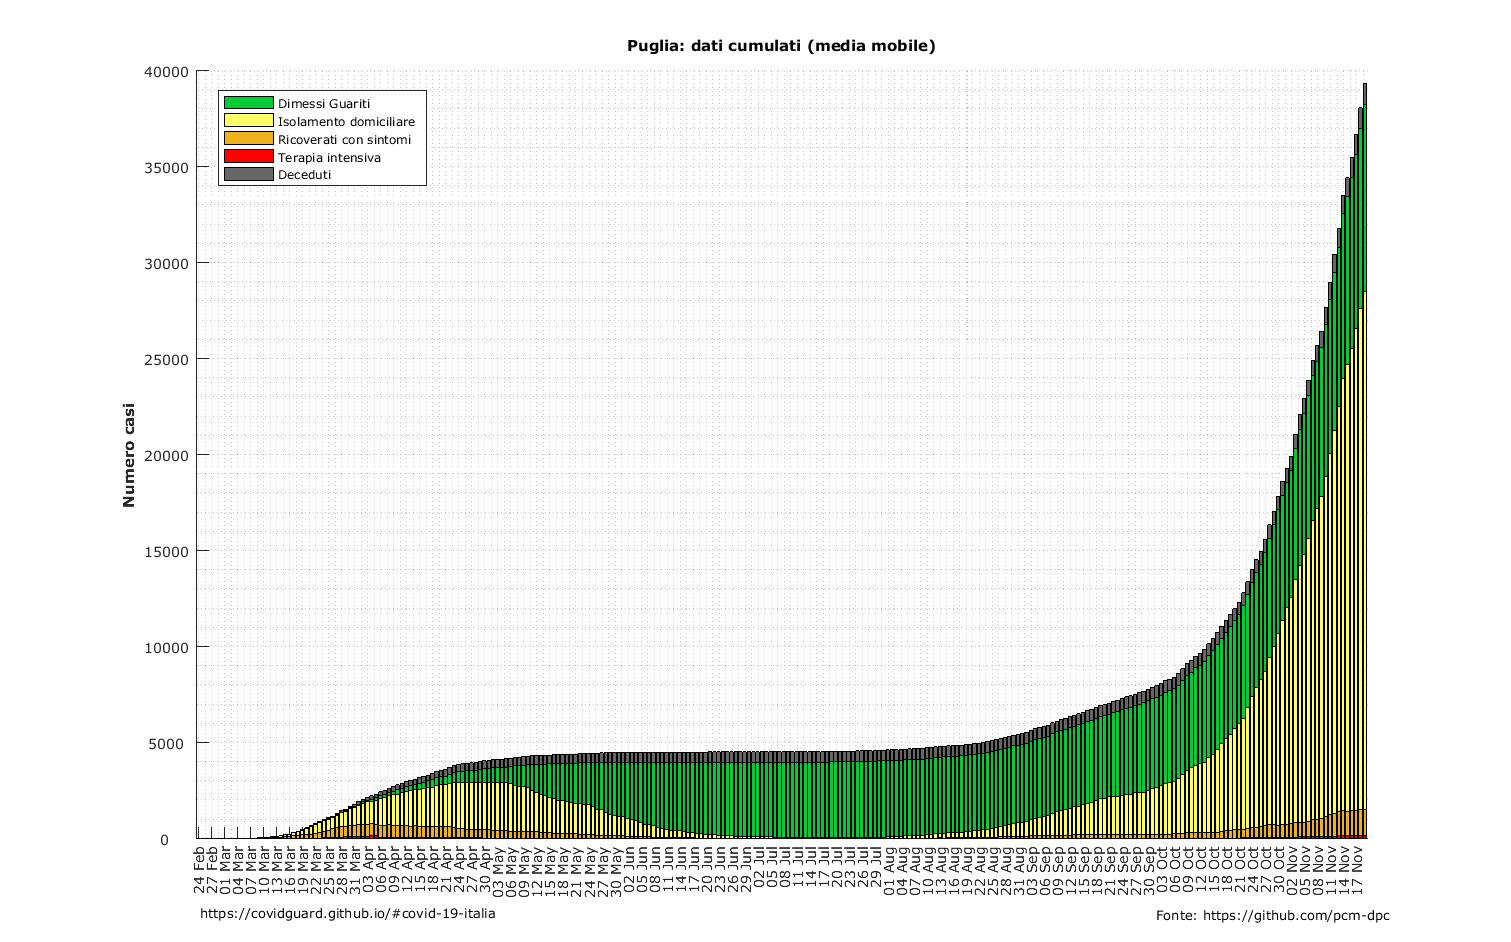 Puglia: dati cumulati (media mobile)
40000
35000
30000
25000
20000
15000
10000
5000
0
Numero casi
Dimessi Guariti
Isolamento domiciliare
Ricoverati con sintomi
Terapia intensiva
Deceduti
24 Feb
27 Feb
01 Mar
04 Mar
07 Mar
10 Mar
13 Mar
16 Mar
19 Mar
22 Mar
25 Mar
28 Mar
31 Mar
03 Apr
06 Apr
09 Apr
12 Apr
15 Apr
18 Apr
21 Apr
24 Apr
27 Apr
30 Apr
03 May
06 May
09 May
12 May
15 May
18 May
21 May
24 May
27 May
30 May
02 Jun
05 Jun
08 Jun
11 Jun
14 Jun
17 Jun
20 Jun
23 Jun
26 Jun
29 Jun
02 Jul
05 Jul
08 Jul
11 Jul
14 Jul
17 Jul
20 Jul
23 Jul
26 Jul
29 Jul
01 Aug
04 Aug
07 Aug
10 Aug
13 Aug
16 Aug
19 Aug
22 Aug
25 Aug
28 Aug
31 Aug
03 Sep
06 Sep
09 Sep
12 Sep
15 Sep
18 Sep
21 Sep
24 Sep
27 Sep
30 Sep
03 Oct
06 Oct
09 Oct
12 Oct
15 Oct
18 Oct
21 Oct
24 Oct
27 Oct
30 Oct
02 Nov
05 Nov
08 Nov
11 Nov
14 Nov
17 Nov
https://covidguard.github.io/#covid-19-italia
Fonte: https://github.com/pcm-dpc